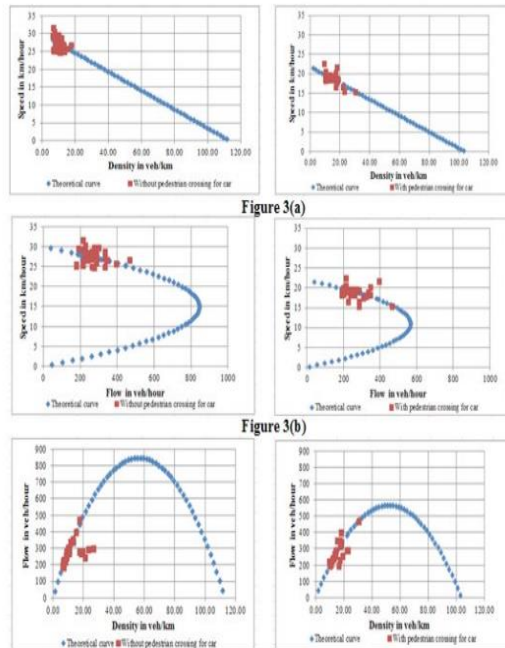 35
30
25
20
15
10
5
0
0.00 20.00 40.00 60.00 80.00 100.00 120.00
Speed in km/hour
Density in veh/km
Theoretical curve Without pedestrian crossing for car
35
30
25
20
15
10
5
0
0.00 20.00 40.00 60.00 80.00 100.00 120.00
Speed in km/hour
Density in veh/km
Theoretical curve With pedestrian crossing for car
Figure 3(a)
35
30
25
20
15
10
5
0
0 200 400 600 800 1000
Speed in km/hour
Flow in veh/hour
Theoretical curve Without pedestrian crossing for car
35
30
25
20
15
10
5
0
0 200 400 600 800 1000
Speed in km/hour
Flow in veh/hour
Theoretical curve With pedestrian crossing for car
Figure 3(b)
900
800
700
600
500
400
300
200
100
0
0.00 20.00 40.00 60.00 80.00 100.00 120.00
Flow in veh/hour
Density in veh/km
Theoretical curve Without pedestrian crossing for car
900
800
700
600
500
400
300
200
100
0
0.00 20.00 40.00 60.00 80.00 100.00 120.00
Flow in veh/hour
Density in veh/km
Theoretical curve With pedestrian crossing for car